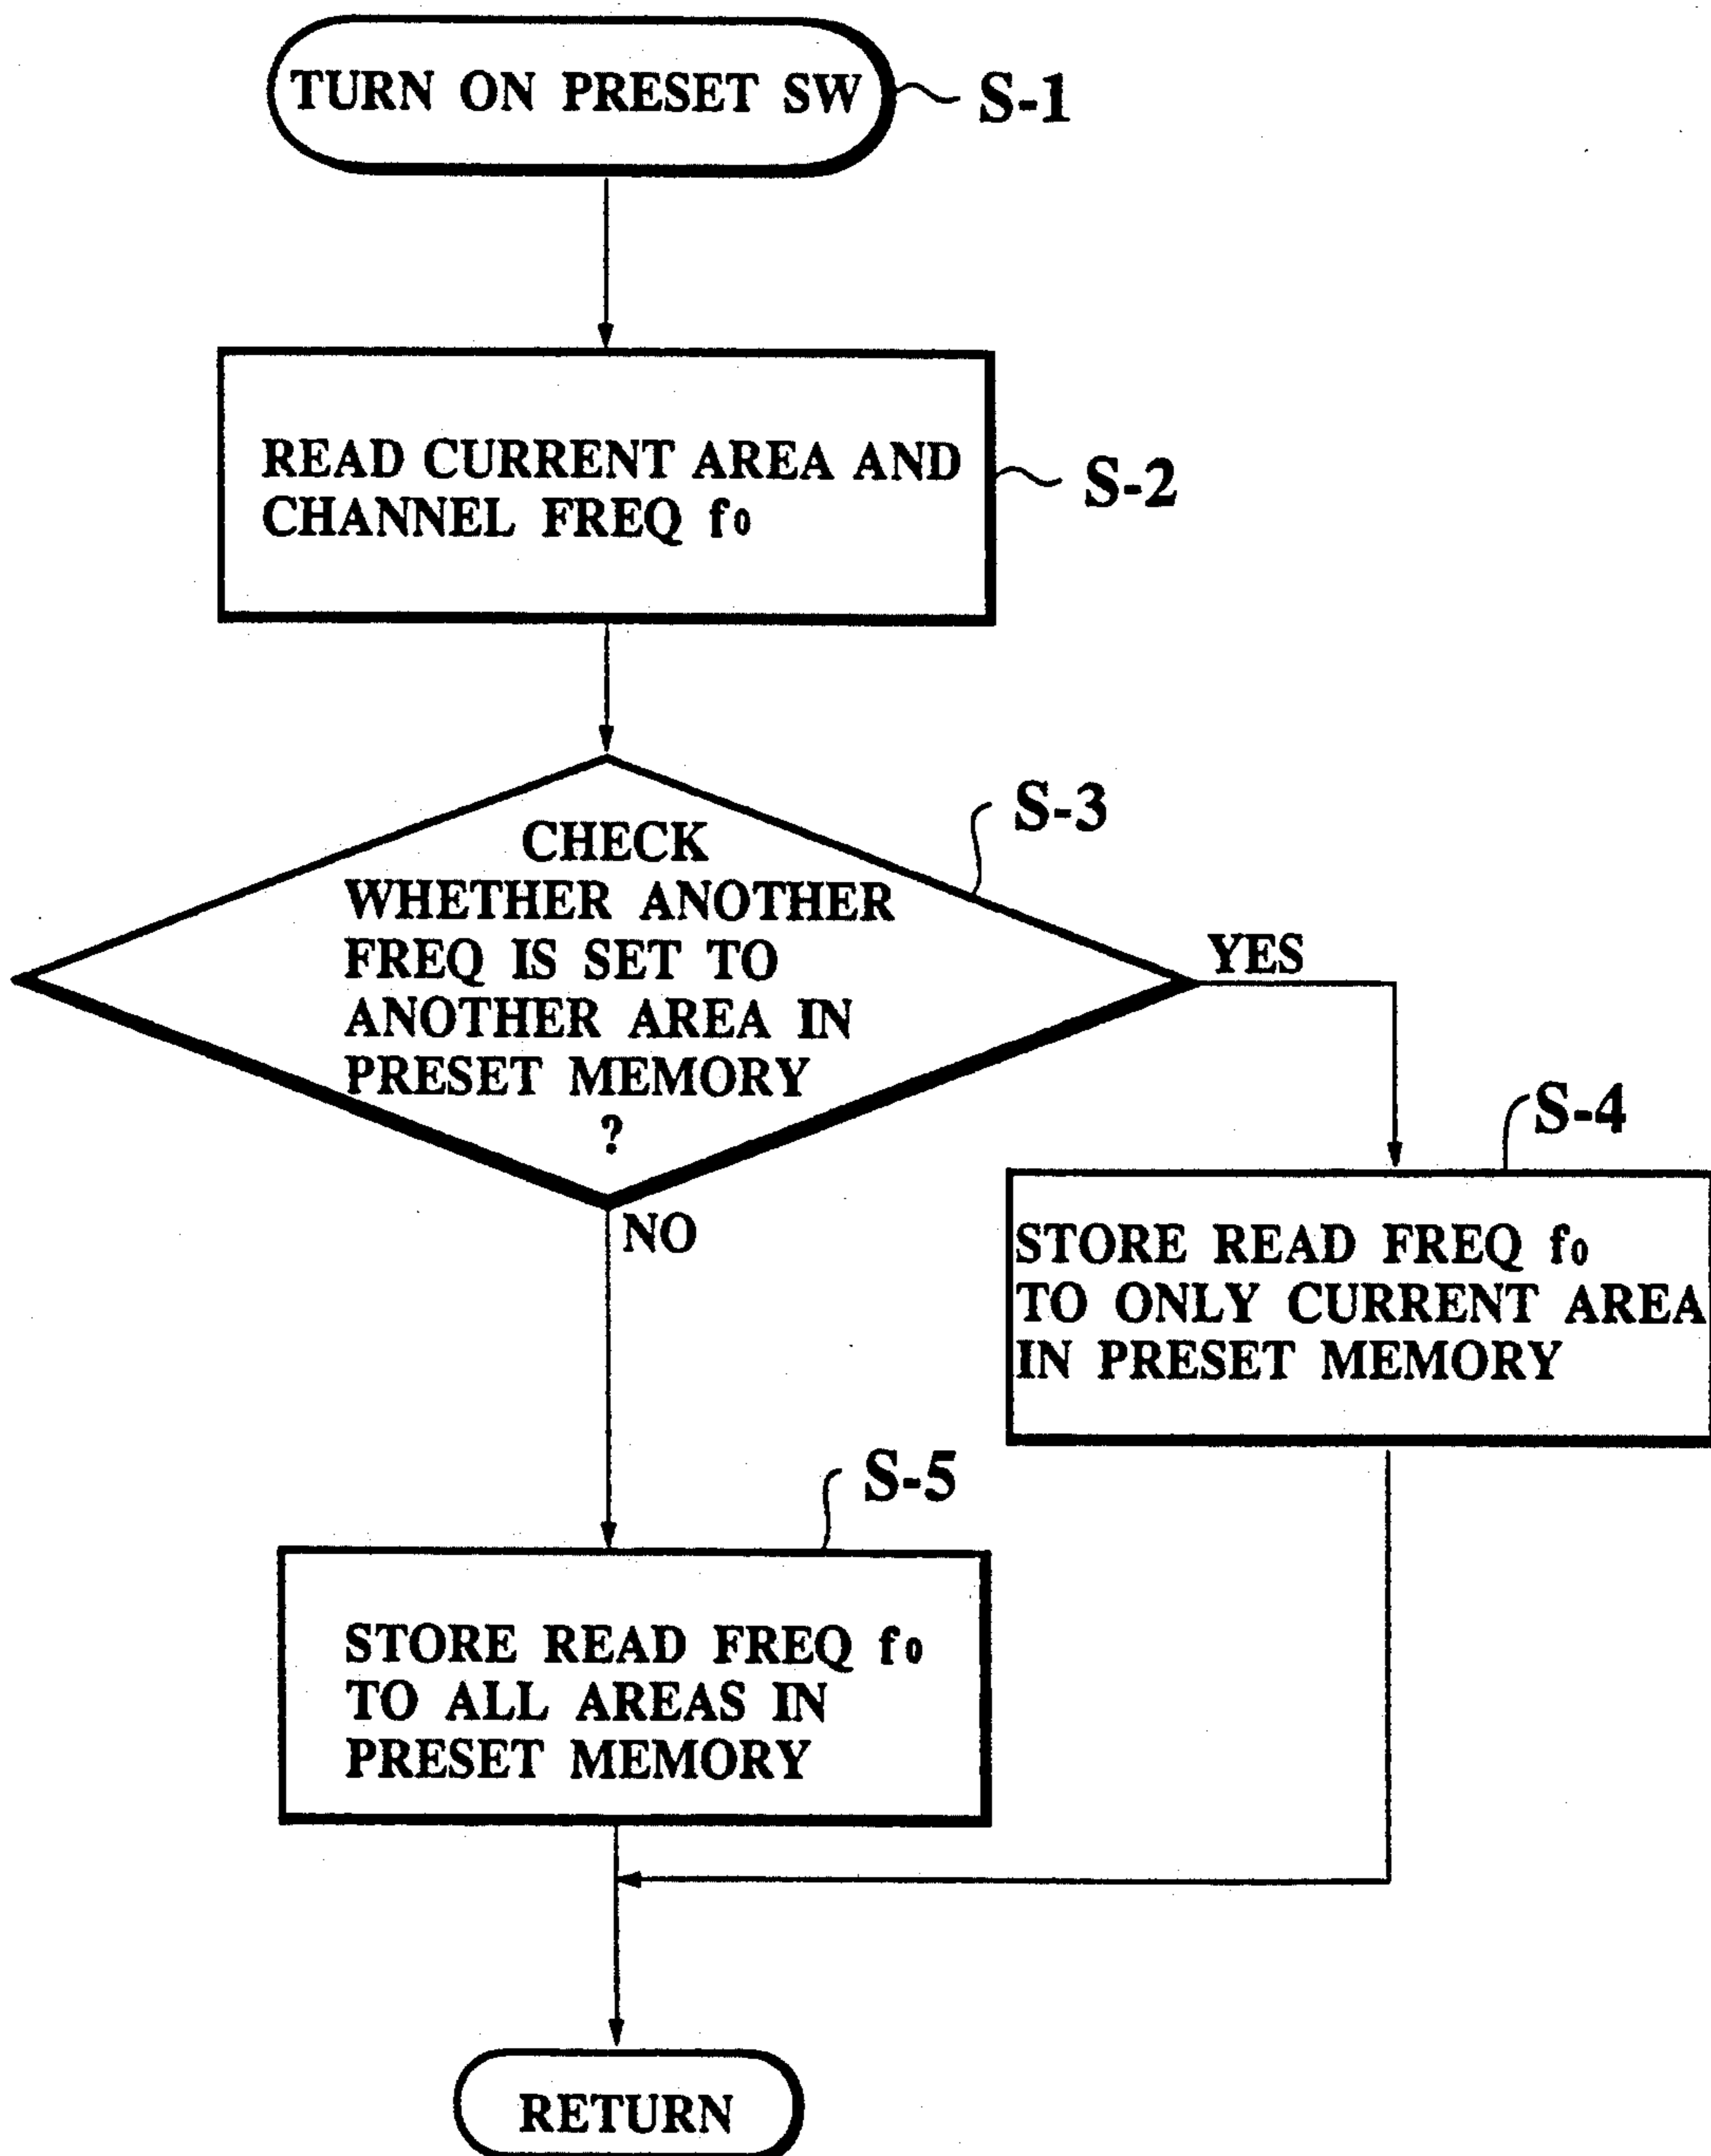 TURN ON PRESET SW
S-1
READ CURRENT AREA AND
CHANNEL FREQ f₀
S-2
S-3
CHECK
WHETHER ANOTHER
FREQ IS SET TO
ANOTHER AREA IN
PRESET MEMORY
?
YES
NO
S-4
STORE READ FREQ f₀
TO ONLY CURRENT AREA
IN PRESET MEMORY
S-5
STORE READ FREQ f₀
TO ALL AREAS IN
PRESET MEMORY
RETURN